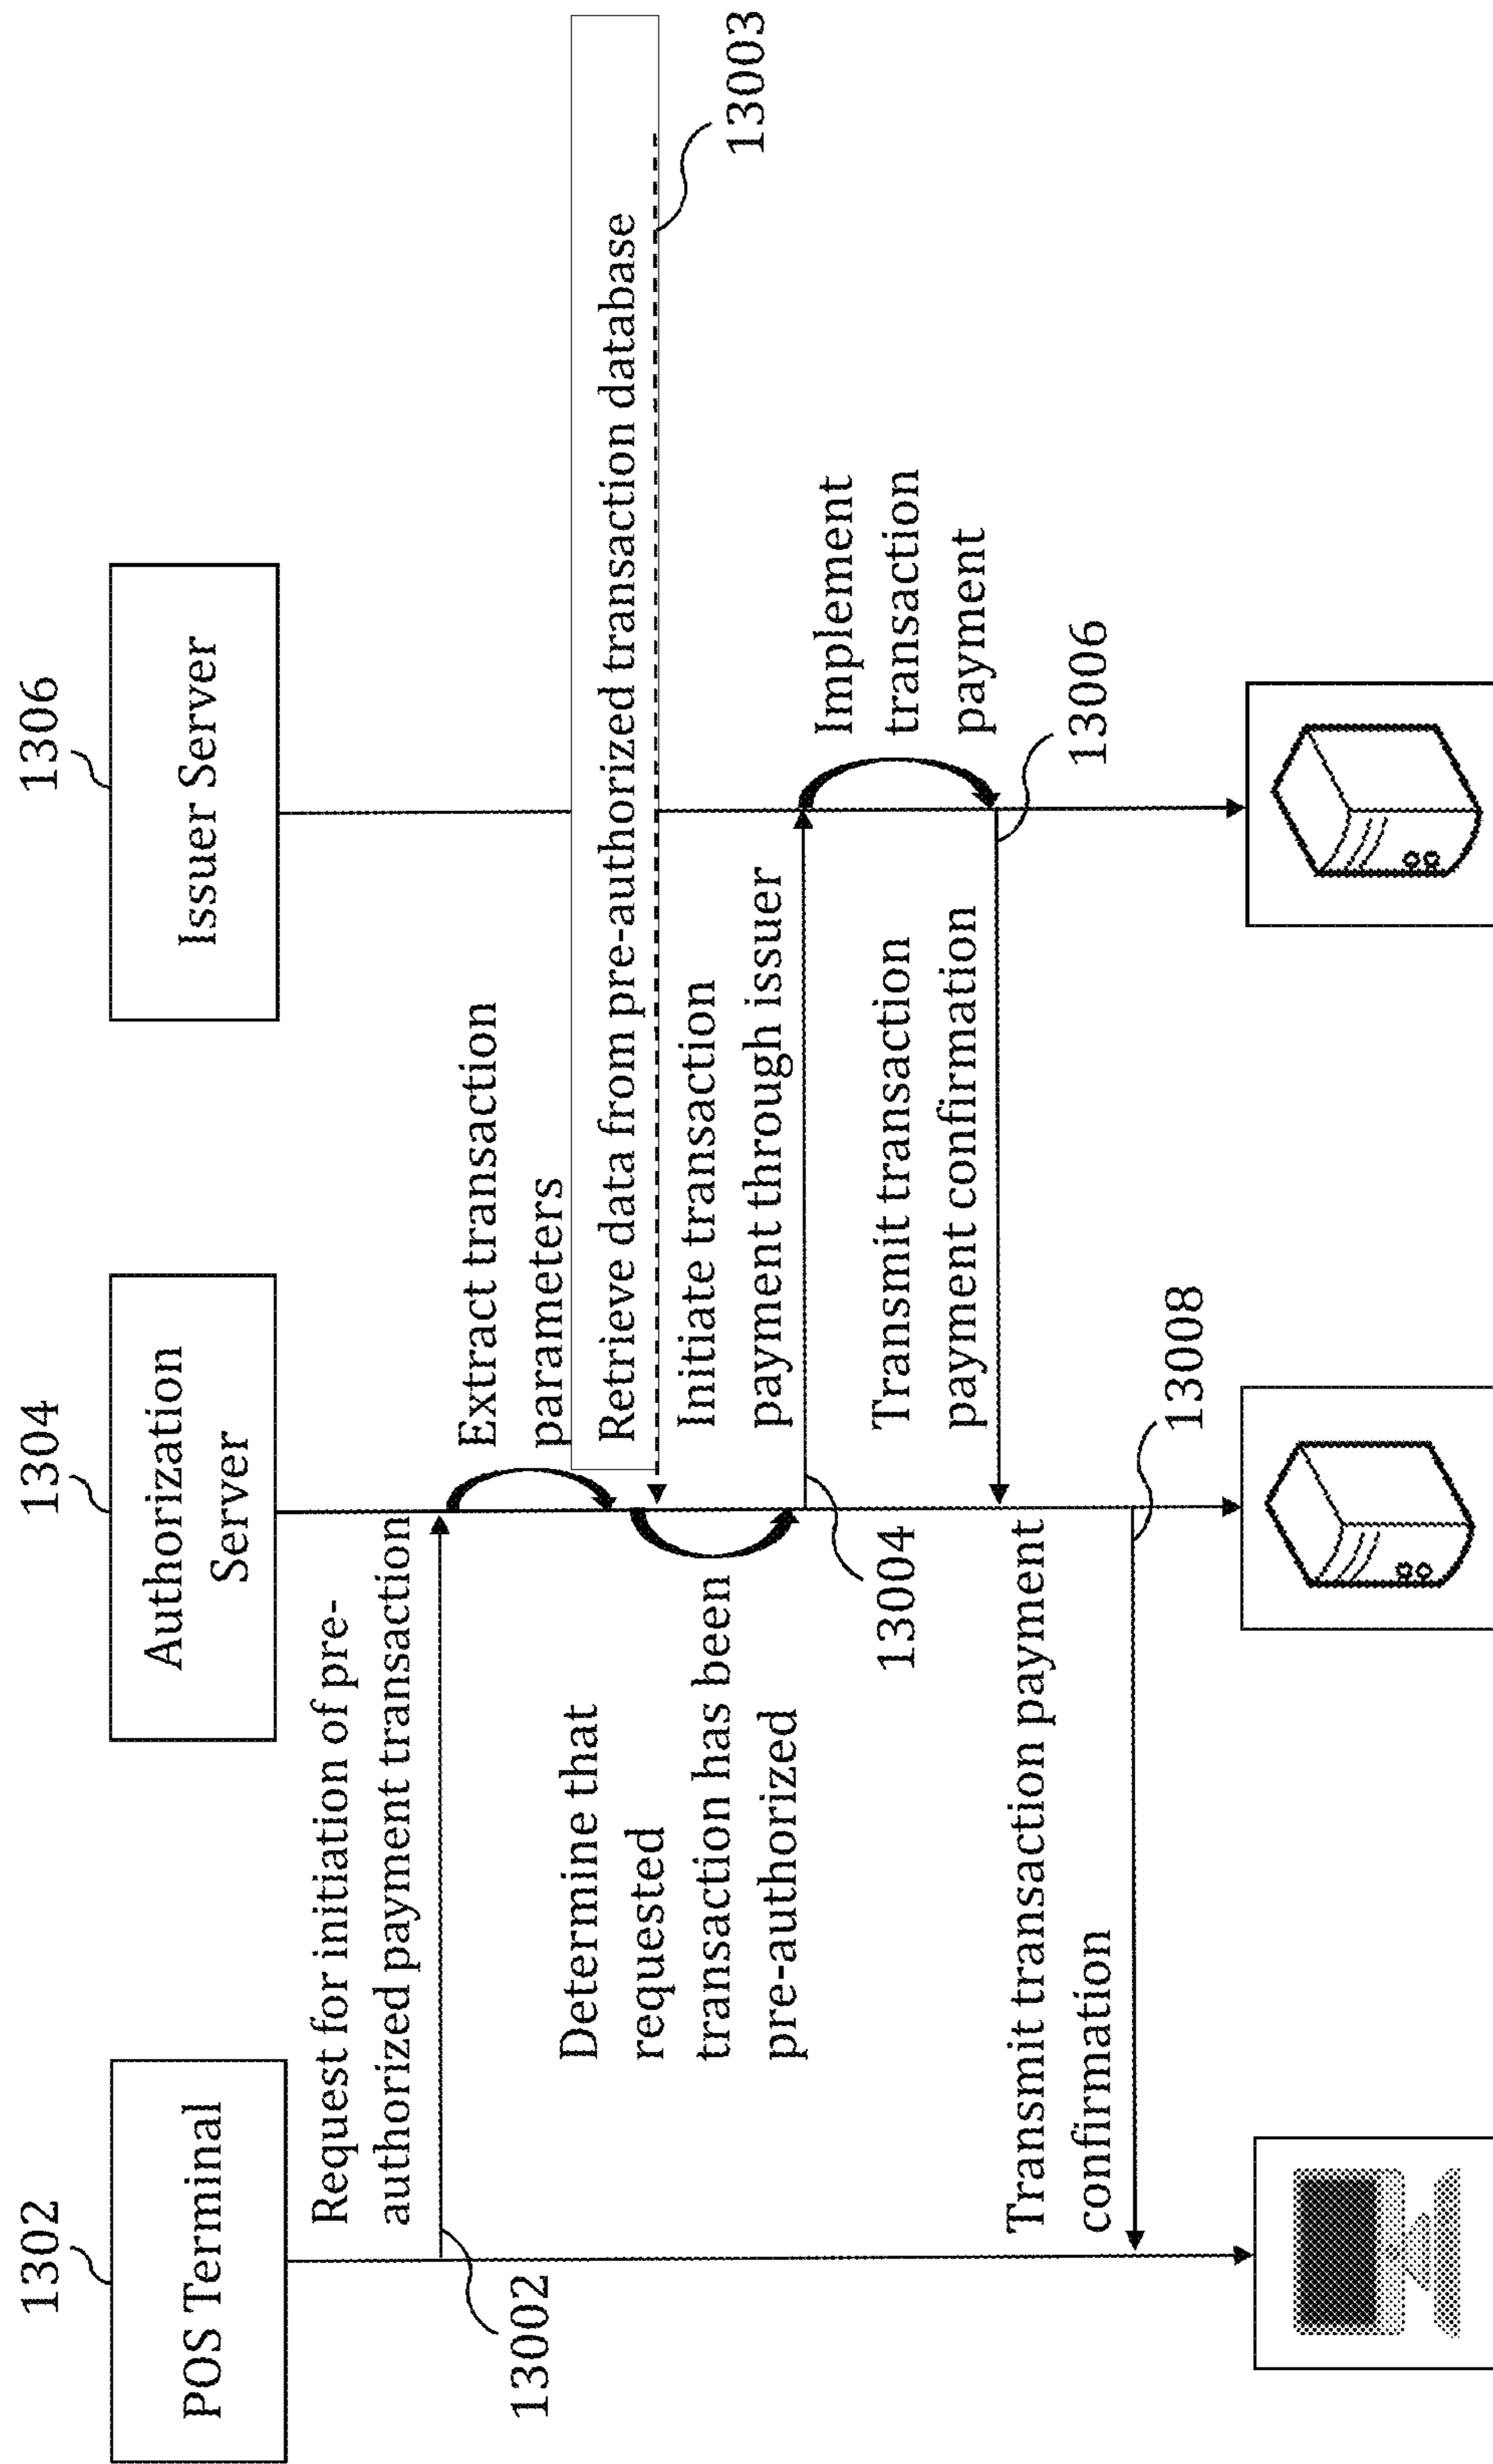 1302
POS Terminal
1304
Authorization
Server
1306
Issuer Server
Request for initiation of pre-
authorized payment transaction
13002
Extract transaction
parameters
Retrieve data from pre-authorized transaction database
13003
Determine that
requested
transaction has been
pre-authorized
Initiate transaction
payment through issuer
13004
Implement
transaction
payment
Transmit transaction
payment confirmation
13006
Transmit transaction payment
confirmation
13008